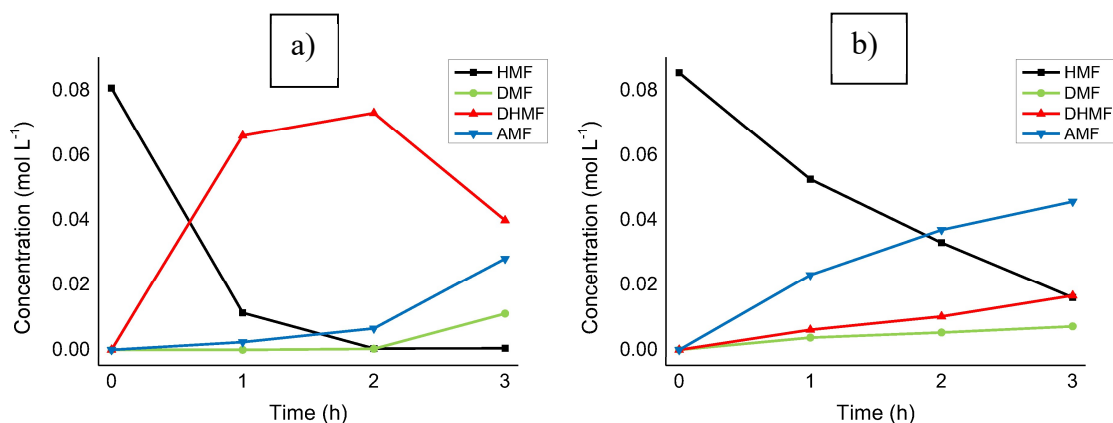 a)
HMF
DMF
DHMF
AMF
0.08
0.06
0.04
0.02
0.00
Concentration (mol L⁻¹)
0 1 2 3
Time (h)
b)
HMF
DMF
DHMF
AMF
0.08
0.06
0.04
0.02
0.00
Concentration (mol L⁻¹)
0 1 2 3
Time (h)